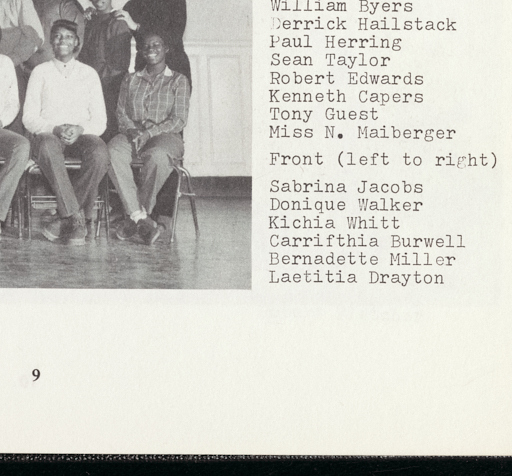 William Byers
Derrick Hailstack
Paul Herring
Sean Taylor
Robert Edwards
Kenneth Capers
Tony Guest
Miss N. Maiberger
Front (left to right)
Sabrina Jacobs
Donique Walker
Kichia Whitt
Carrifthia Burwell
Bernadette Miller
Laetitia Drayton
9